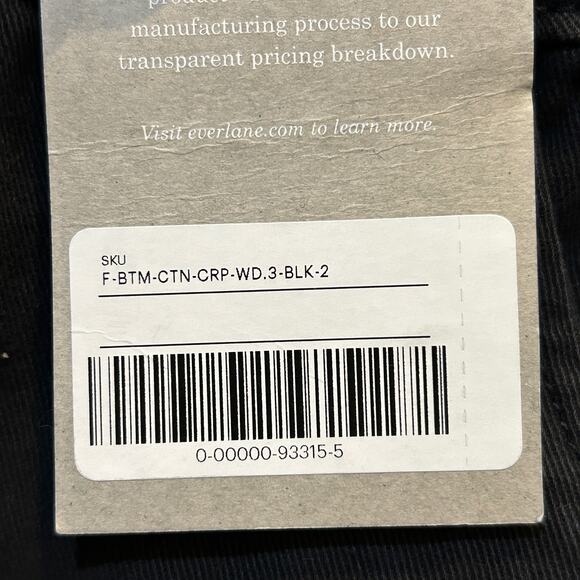 manufacturing process to our
transparent pricing breakdown.
Visit everlane.com to learn more.
SKU
F-BTM-CTN-CRP-WD.3-BLK-2
0-00000-93315-5